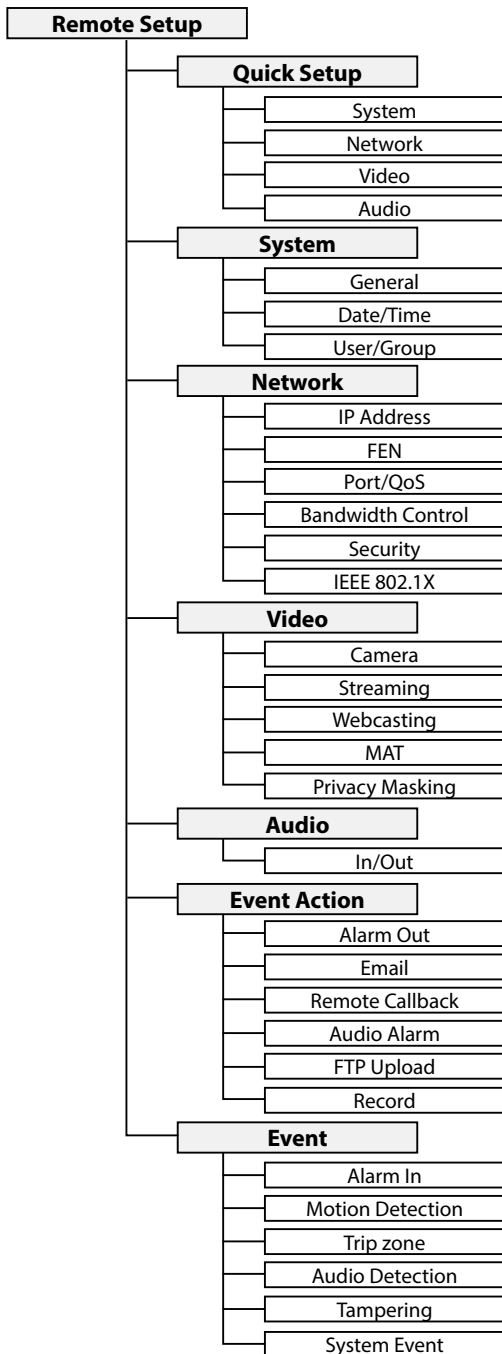 Remote Setup
Quick Setup
System
Network
Video
Audio
System
General
Date/Time
User/Group
Network
IP Address
FEN
Port/QoS
Bandwidth Control
Security
IEEE 802.1X
Video
Camera
Streaming
Webcasting
MAT
Privacy Masking
Audio
In/Out
Event Action
Alarm Out
Email
Remote Callback
Audio Alarm
FTP Upload
Record
Event
Alarm In
Motion Detection
Trip zone
Audio Detection
Tampering
System Event